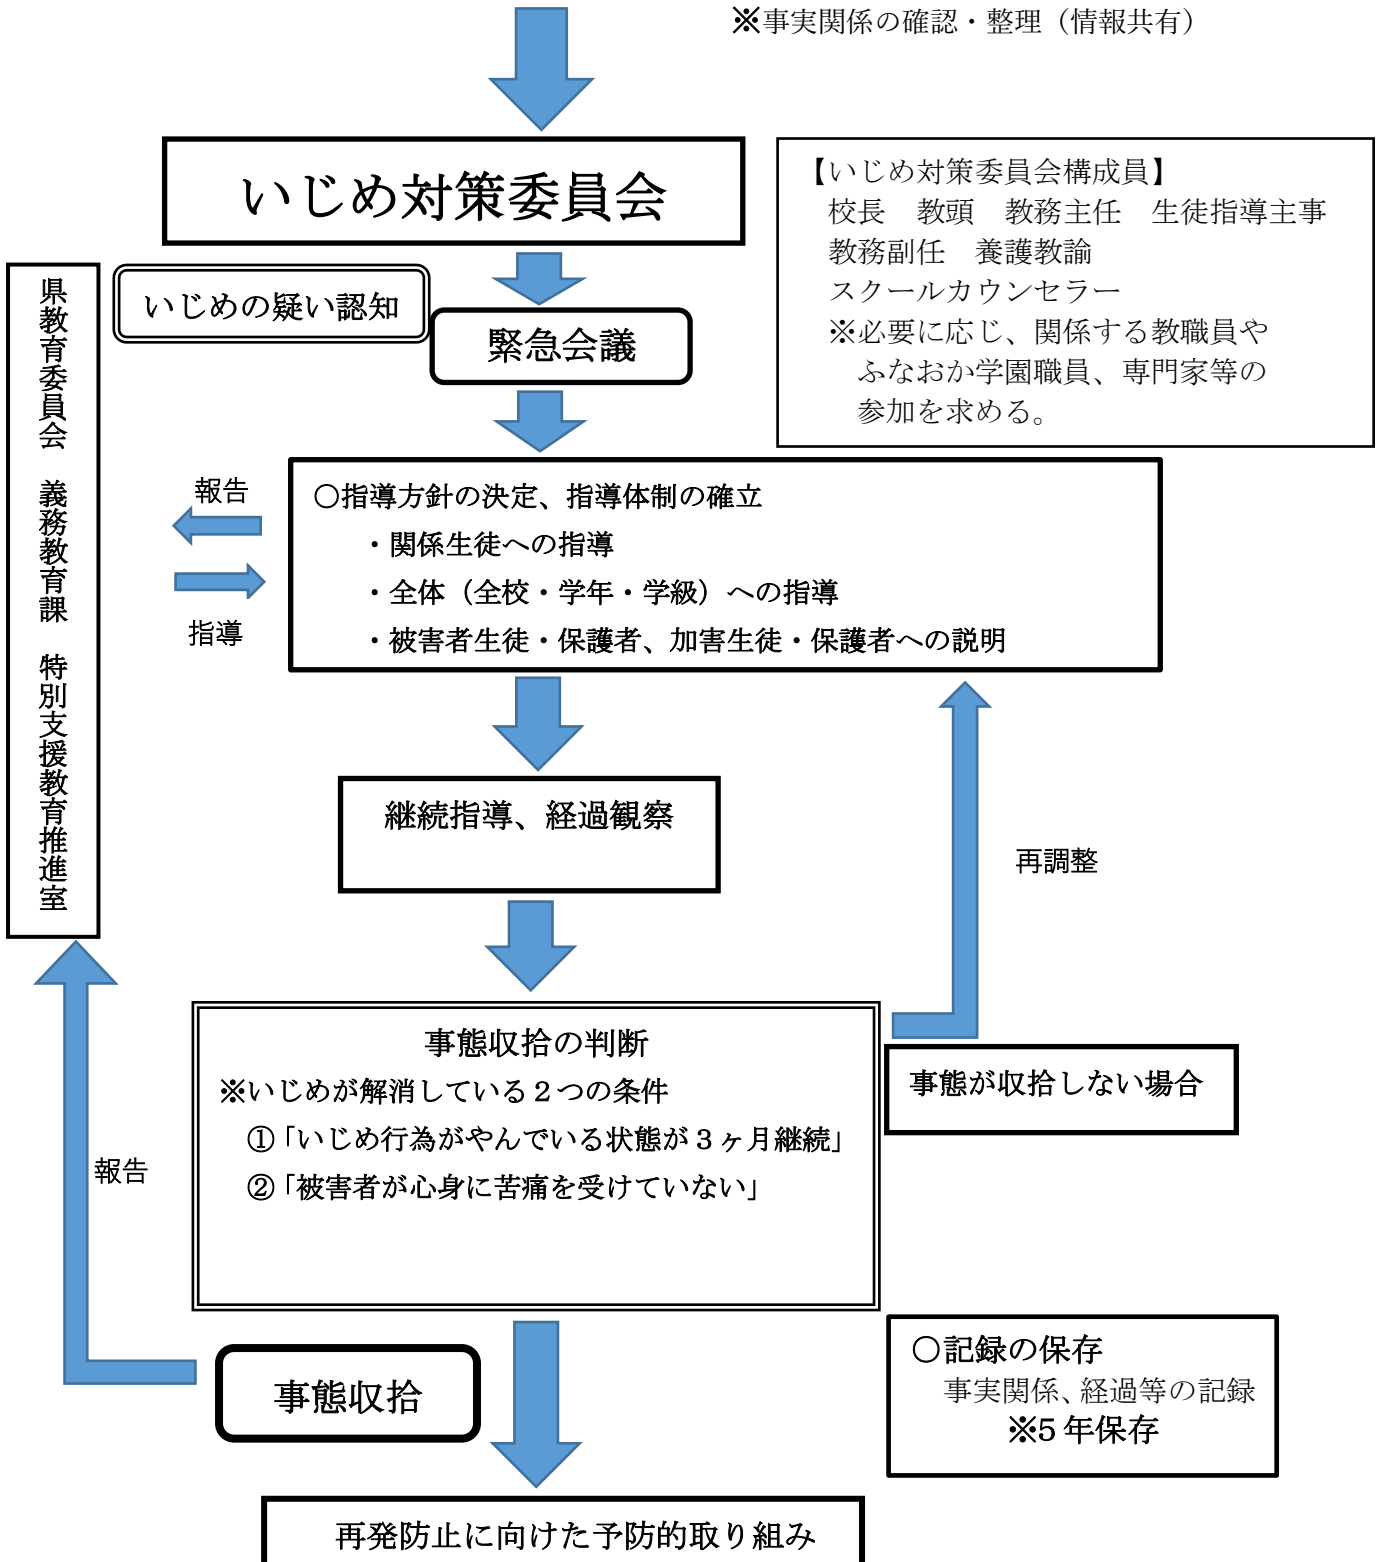 ※事実関係の確認・整理（情報共有）
いじめ対策委員会
【いじめ対策委員会構成員】
校長　教頭　教務主任　生徒指導主事
教務副任　養護教諭
スクールカウンセラー
※必要に応じ、関係する教職員や
ふなおか学園職員、専門家等の
参加を求める。
県教育委員会　義務教育課　特別支援教育推進室
いじめの疑い認知
緊急会議
報告
指導
○指導方針の決定、指導体制の確立
・関係生徒への指導
・全体（全校・学年・学級）への指導
・被害者生徒・保護者、加害生徒・保護者への説明
継続指導、経過観察
再調整
事態収拾の判断
※いじめが解消している２つの条件
①「いじめ行為がやんでいる状態が３ヶ月継続」
②「被害者が心身に苦痛を受けていない」
事態が収拾しない場合
報告
事態収拾
○記録の保存
事実関係、経過等の記録
※5 年保存
再発防止に向けた予防的取り組み